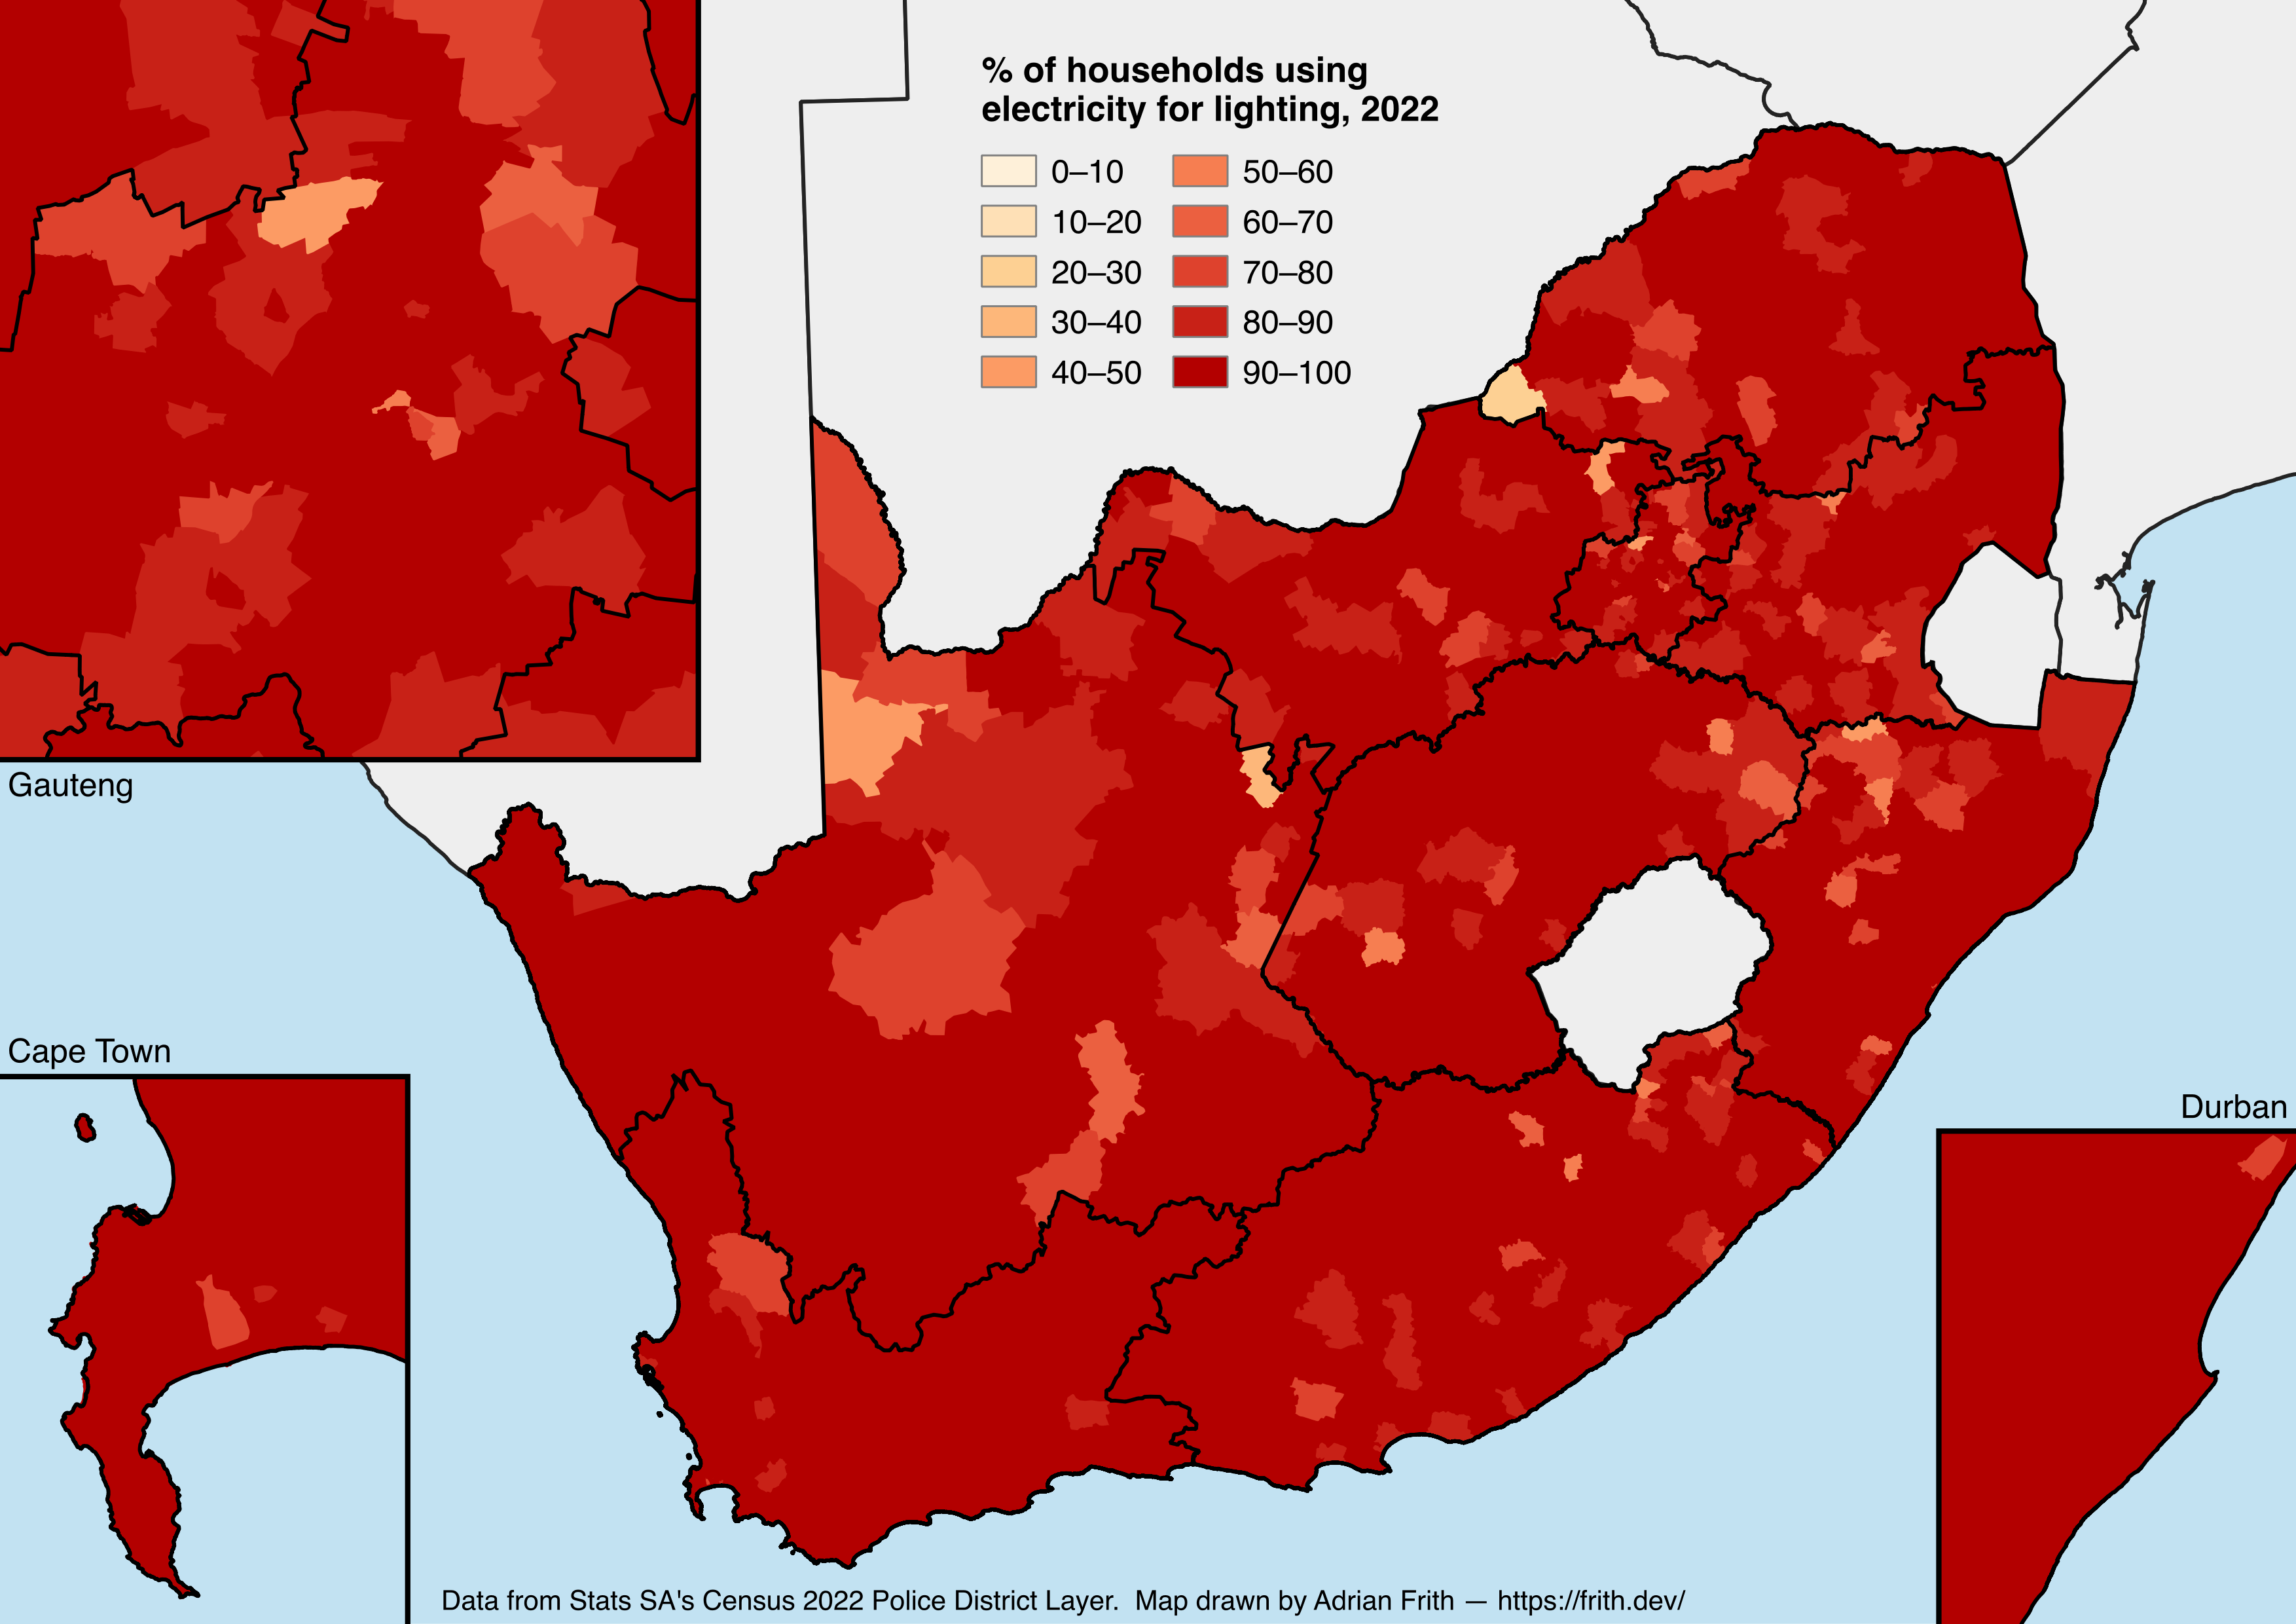 % of households using
electricity for lighting, 2022
0–10
10–20
20–30
30–40
40–50
50–60
60–70
70–80
80–90
90–100
Gauteng
Cape Town
Durban
Data from Stats SA's Census 2022 Police District Layer. Map drawn by Adrian Frith — https://frith.dev/